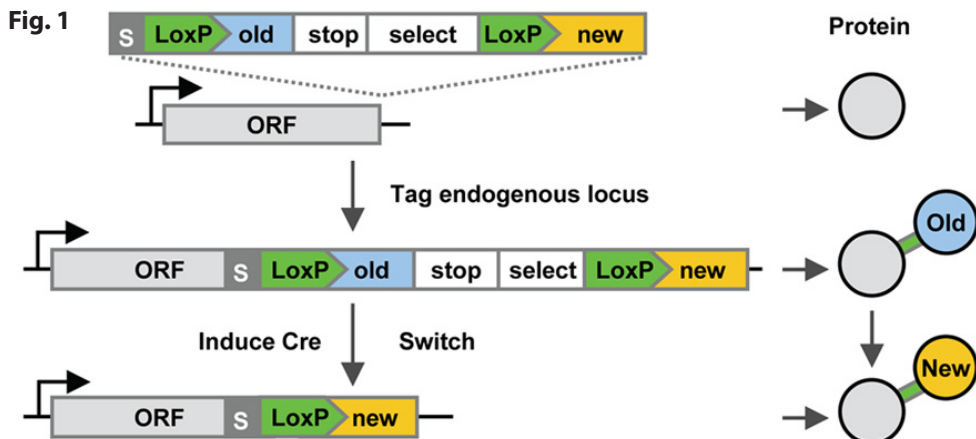 Fig. 1
S LoxP old stop select LoxP new
Protein
ORF
Tag endogenous locus
Old
ORF S LoxP old stop select LoxP new
Induce Cre Switch
New
ORF S LoxP new